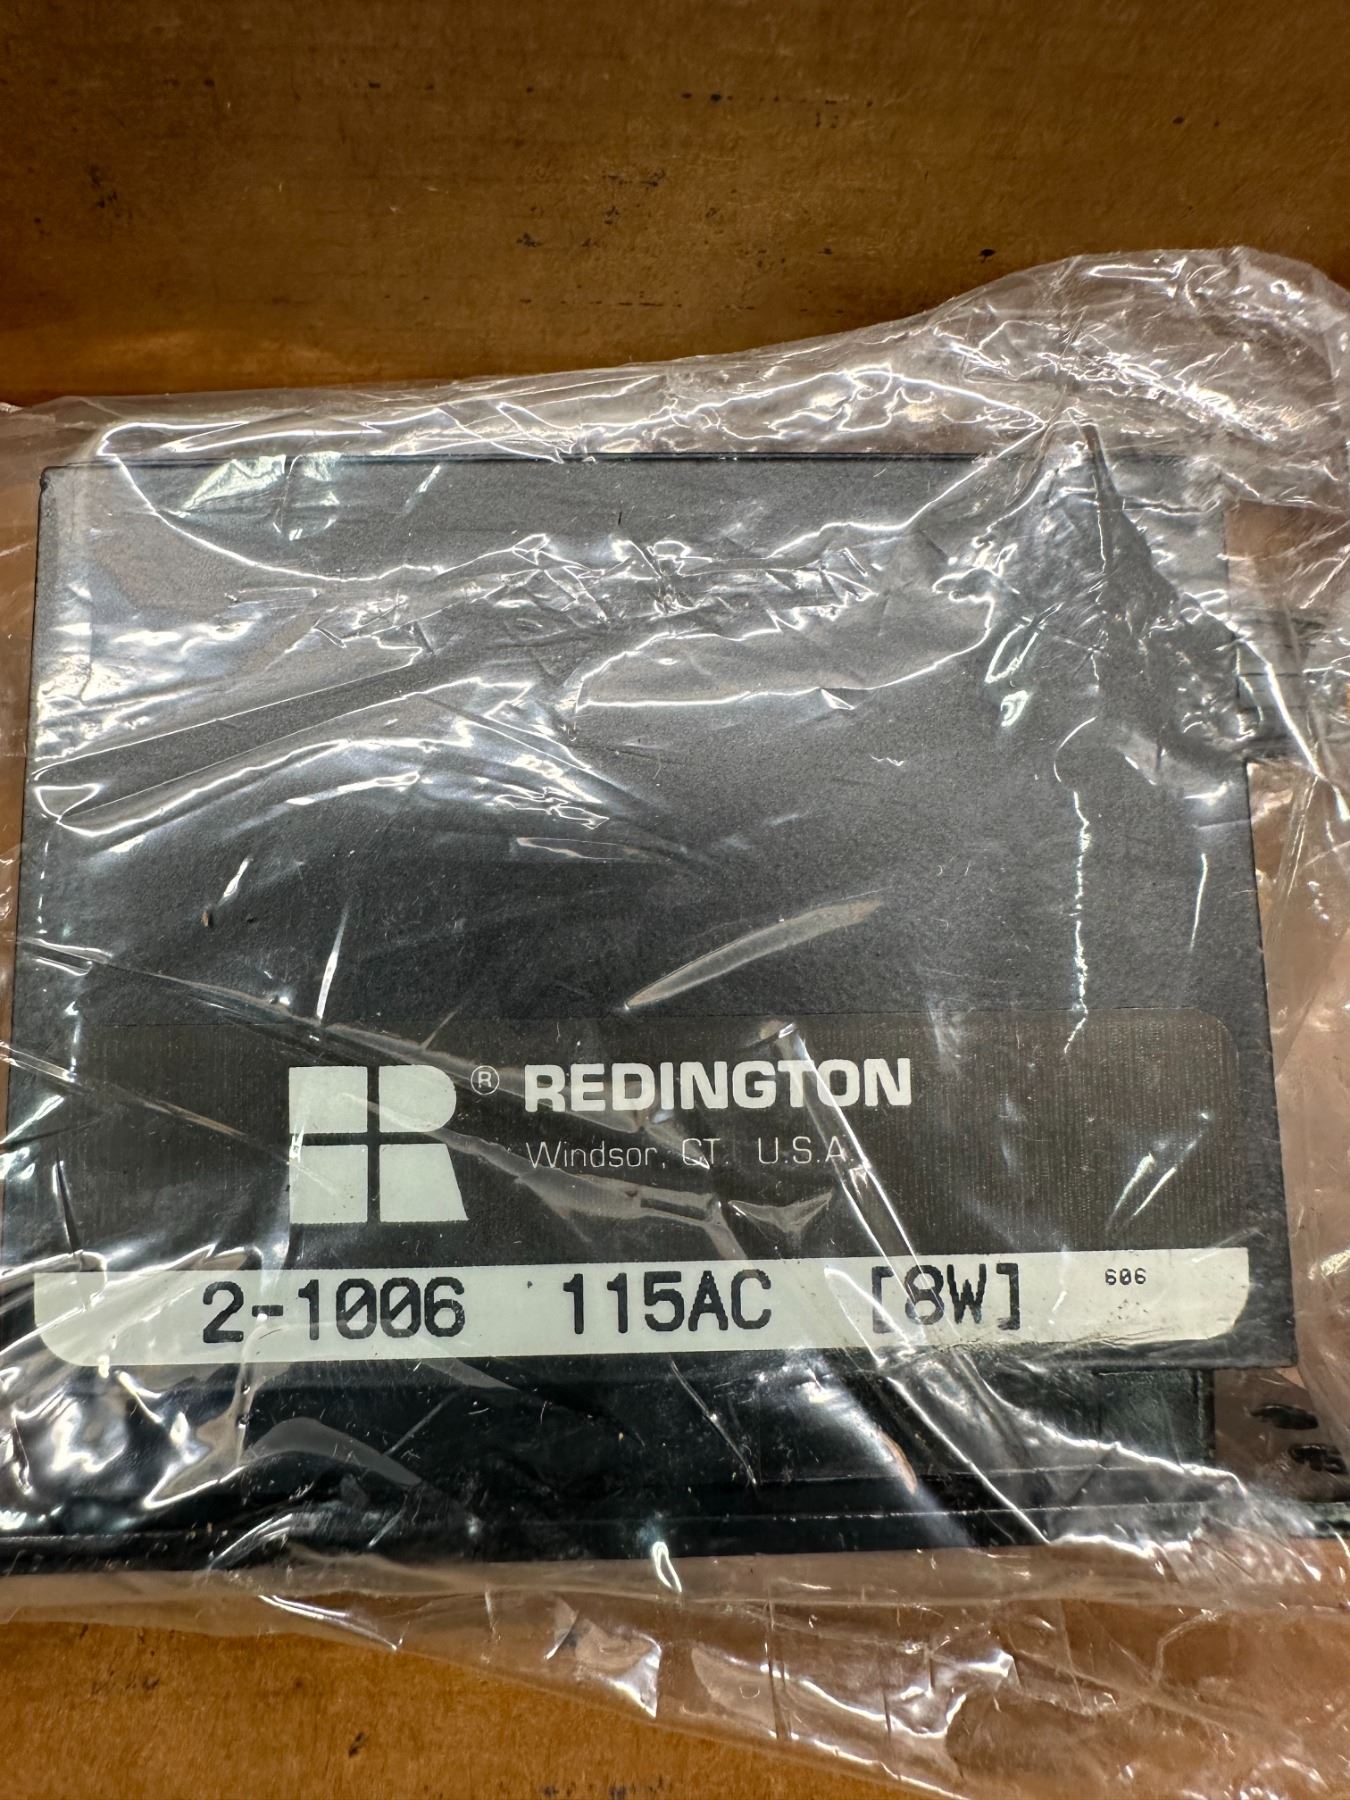 R ® REDINGTON
Windsor, CT. U.S.A.
2-1006 115AC [8W] 606